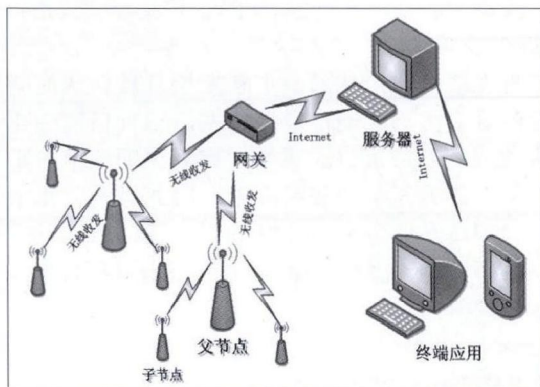 Internet
服务器
网关
无线收发
Internet
无线收发
无线收发
父节点
子节点
终端应用